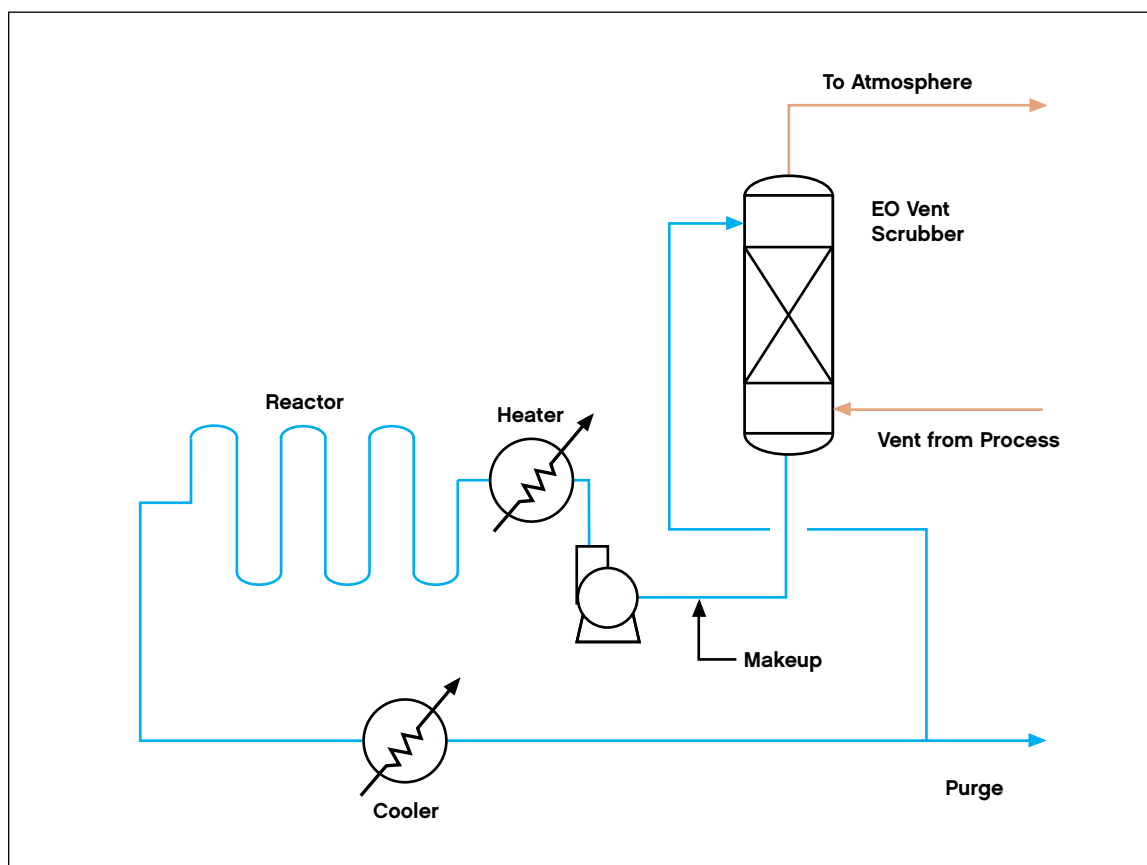 To Atmosphere
EO Vent
Scrubber
Reactor
Heater
Vent from Process
Makeup
Purge
Cooler